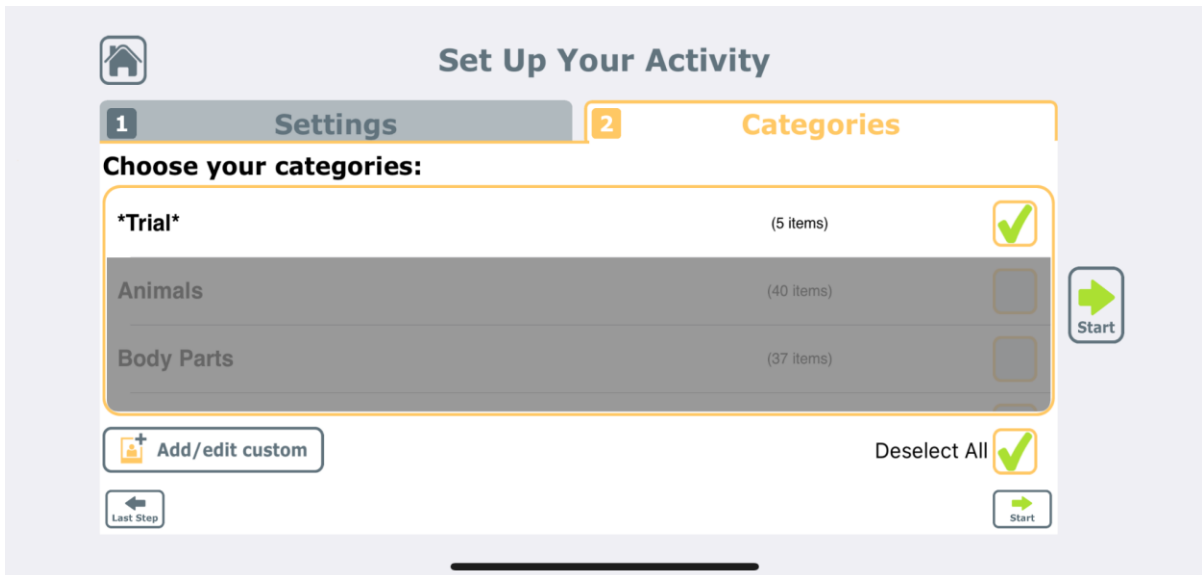 Set Up Your Activity
1 Settings
2 Categories
Choose your categories:
*Trial* (5 items)
Animals (40 items)
Body Parts (37 items)
Start
Add/edit custom
Deselect All
Last Step
Start